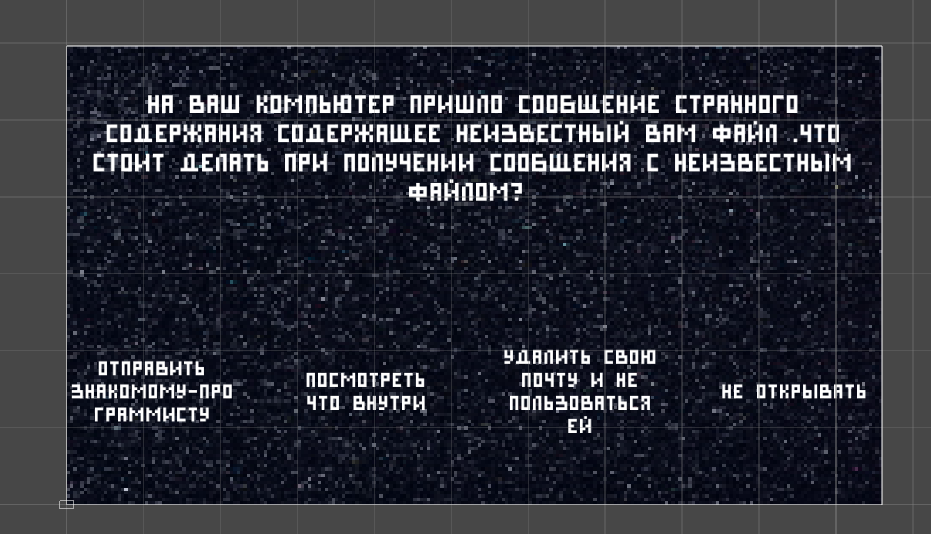 НА ВАШ КОМПЬЮТЕР ПРИШЛО СООБЩЕНИЕ СТРАННОГО
СОДЕРЖАНИЯ СОДЕРЖАЩЕЕ НЕИЗВЕСТНЫЙ ВАМ ФАЙЛ .ЧТО
СТОИТ ДЕЛАТЬ ПРИ ПОЛУЧЕНИИ СООБЩЕНИЯ С НЕИЗВЕСТНЫМ
ФАЙЛОМ?
ОТПРАВИТЬ
ЗНАКОМОМУ-ПРО
ГРАММИСТУ
ПОСМОТРЕТЬ
ЧТО ВНУТРИ
УДАЛИТЬ СВОЮ
ПОЧТУ И НЕ
ПОЛЬЗОВАТЬСЯ
ЕЙ
НЕ ОТКРЫВАТЬ